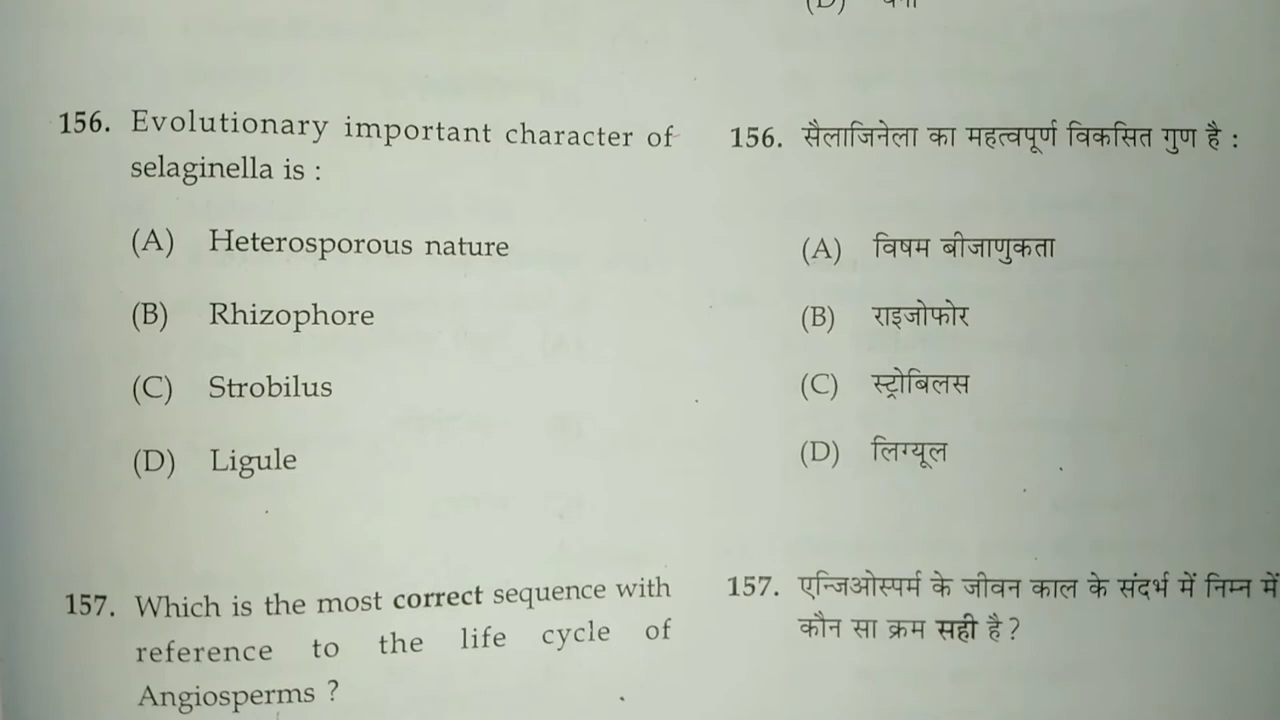 156. Evolutionary important character of
selaginella is :
(A) Heterosporous nature
(B) Rhizophore
(C) Strobilus
(D) Ligule
157. Which is the most correct sequence with
reference to the life cycle of
Angiosperms ?
156. सैलाजिनेला का महत्वपूर्ण विकसित गुण है :
(A) विषम बीजाणुकता
(B) राइजोफोर
(C) स्ट्रोबिलस
(D) लिग्यूल
157. एन्जिओस्पर्म के जीवन काल के संदर्भ में निम्न में
कौन सा क्रम सही है ?